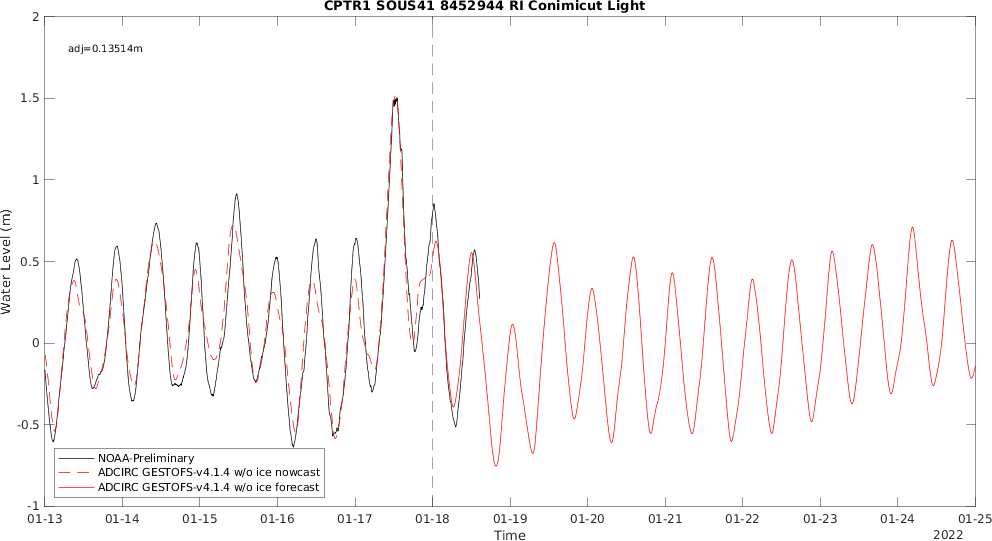 CPTR1 SOUS41 8452944 RI Conimicut Light
adj=0.13514m
Water Level (m)
2
1.5
1
0.5
0
-0.5
-1
NOAA-Preliminary
ADCIRC GESTOFS-v4.1.4 w/o ice nowcast
ADCIRC GESTOFS-v4.1.4 w/o ice forecast
01-13 01-14 01-15 01-16 01-17 01-18 01-19 01-20 01-21 01-22 01-23 01-24 01-25
Time
2022